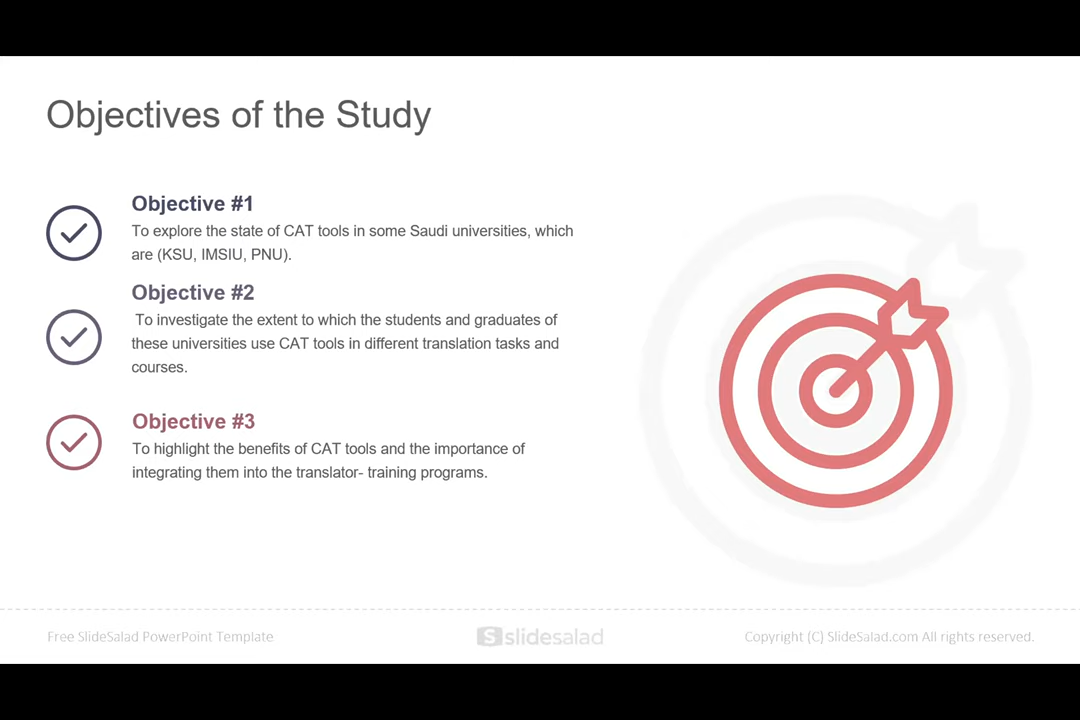 Objectives of the Study
Objective #1
To explore the state of CAT tools in some Saudi universities, which
are (KSU, IMSIU, PNU).
Objective #2
To investigate the extent to which the students and graduates of
these universities use CAT tools in different translation tasks and
courses.
Objective #3
To highlight the benefits of CAT tools and the importance of
integrating them into the translator- training programs.
Free SlideSalad PowerPoint Template
S slidesalad
Copyright (C) SlideSalad.com All rights reserved.